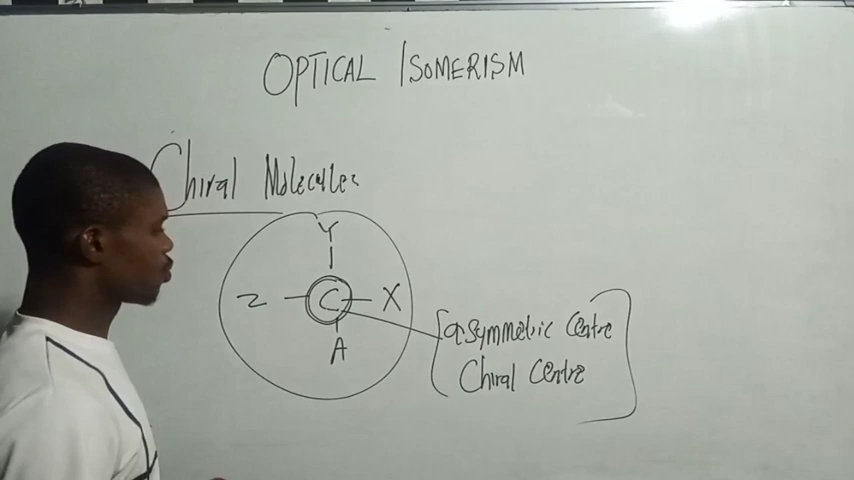 OPTICAL ISOMERISM
Chiral Molecules
Y
Z C X
A
asymmetric Centre
Chiral Centre